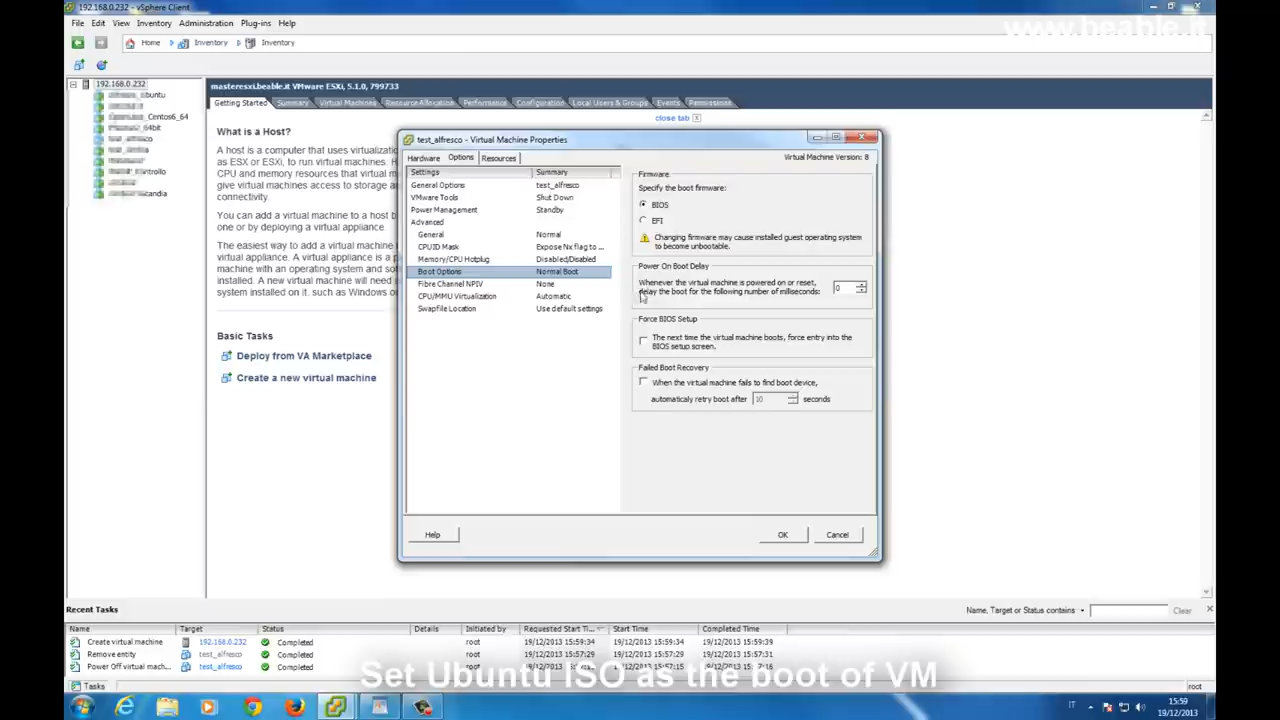 192.168.0.232 - vSphere Client
www.beable.it
File Edit View Inventory Administration Plug-ins Help
Home Inventory Inventory
192.168.0.232
masteresxi.beable.it VMware ESXi, 5.1.0, 799733
Getting Started Summary Virtual Machines Resource Allocation Performance Configuration Local Users & Groups Events Permissions
close tab
What is a Host?
A host is a computer that uses virtualization
as ESX or ESXi, to run virtual machines. H
CPU and memory resources that virtual m
give virtual machines access to storage a
connectivity.
You can add a virtual machine to a host b
one or by deploying a virtual appliance.
The easiest way to add a virtual machine
virtual appliance. A virtual appliance is a p
machine with an operating system and sof
installed. A new virtual machine will need
system installed on it, such as Windows o
Basic Tasks
Deploy from VA Marketplace
Create a new virtual machine
test_alfresco - Virtual Machine Properties
Hardware Options Resources
Virtual Machine Version: 8
Settings Summary
General Options test_alfresco
VMware Tools Shut Down
Power Management Standby
Advanced
General Normal
CPUID Mask Expose Nx flag to ...
Memory/CPU Hotplug Disabled/Disabled
Boot Options Normal Boot
Fibre Channel NPIV None
CPU/MMU Virtualization Automatic
Swapfile Location Use default settings
Firmware
Specify the boot firmware:
BIOS
EFI
Changing firmware may cause installed guest operating system
to become unbootable.
Power On Boot Delay
Whenever the virtual machine is powered on or reset,
delay the boot for the following number of milliseconds:
0
Force BIOS Setup
The next time the virtual machine boots, force entry into the
BIOS setup screen.
Failed Boot Recovery
When the virtual machine fails to find boot device,
automatically retry boot after 10 seconds
Help OK Cancel
Recent Tasks
Name, Target or Status contains Clear
Name Target Status Details Initiated by Requested Start Ti... Start Time Completed Time
Create virtual machine 192.168.0.232 Completed root 19/12/2013 15:59:34 19/12/2013 15:59:34 19/12/2013 15:59:39
Remove entity test_alfresco Completed root 19/12/2013 15:57:29 19/12/2013 15:57:29 19/12/2013 15:57:31
Power Off virtual mach... test_alfresco Completed
Set Ubuntu ISO as the Boot of VM
Tasks root
IT 15:59
19/12/2013